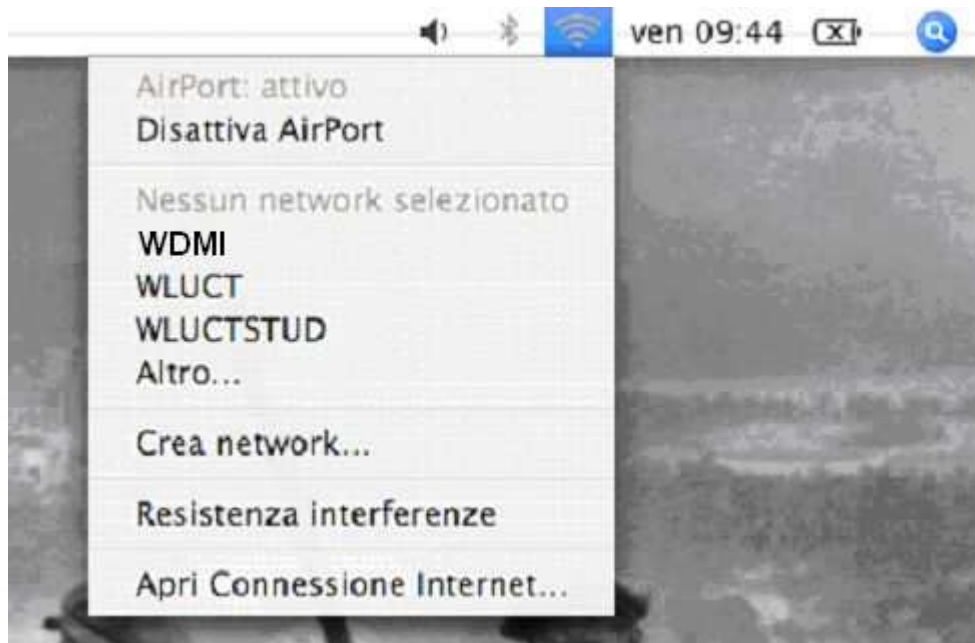 ven 09:44
AirPort: attivo
Disattiva AirPort
Nessun network selezionato
WDMI
WLUCT
WLUCTSTUD
Altro...
Crea network...
Resistenza interferenze
Apri Connessione Internet...